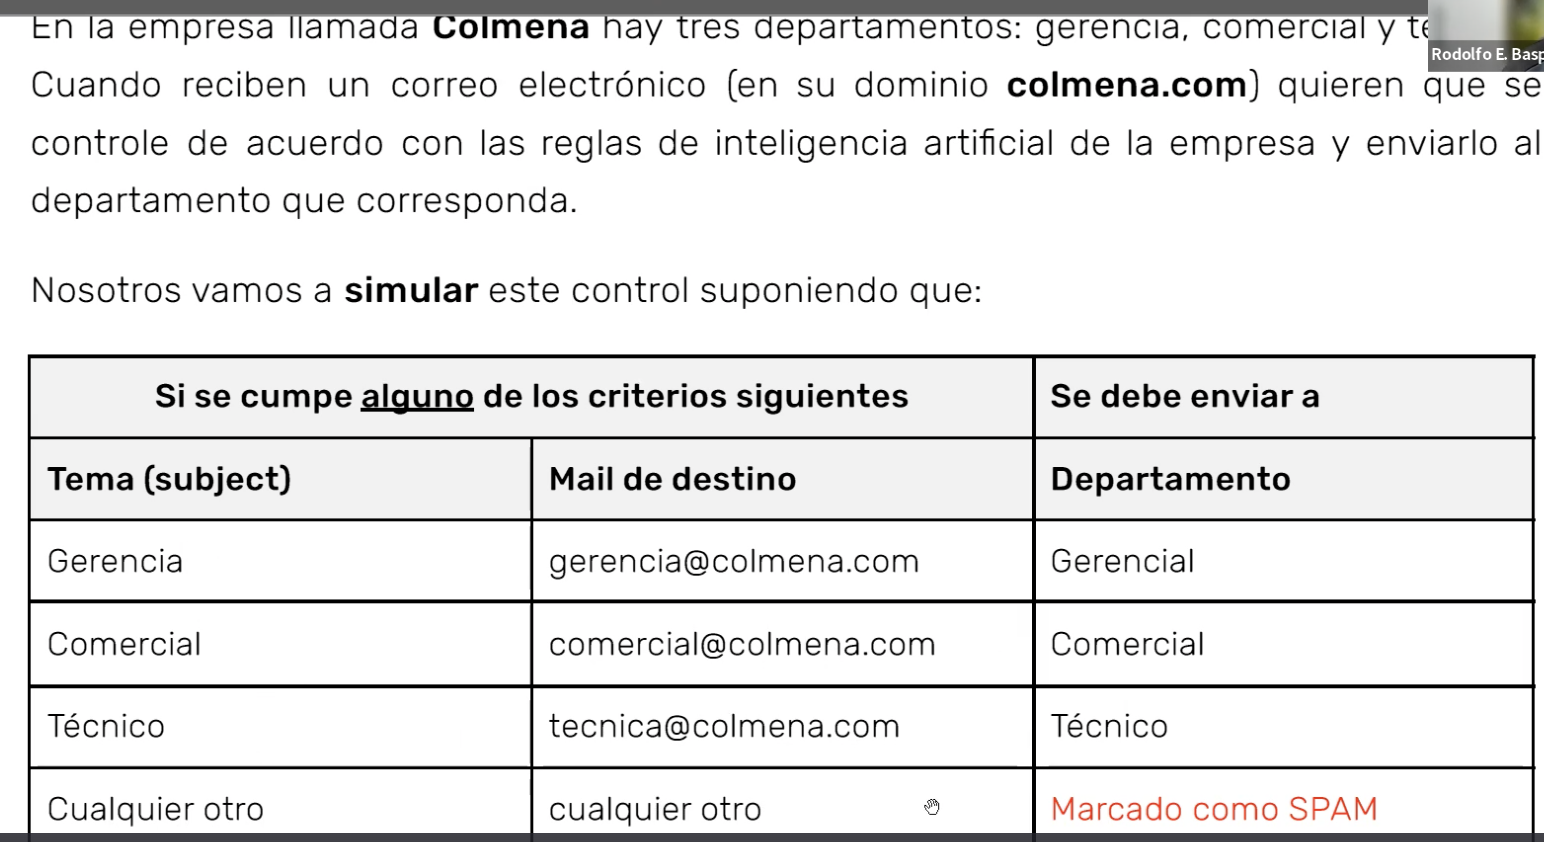 En la empresa llamada Colmena hay tres departamentos: gerencia, comercial y
Rodolfo E.
Cuando reciben un correo electrónico (en su dominio colmena.com) quieren que se
controle de acuerdo con las reglas de inteligencia artificial de la empresa y enviarlo al
departamento que corresponda.
Nosotros vamos a simular este control suponiendo que:
Si se cumpe alguno de los criterios siguientes
Se debe enviar a
Tema (subject)
Mail de destino
Departamento
Gerencia
gerencia@colmena.com
Gerencial
Comercial
comercial@colmena.com
Comercial
Técnico
tecnica@colmena.com
Técnico
Cualquier otro
cualquier otro
Marcado como SPAM